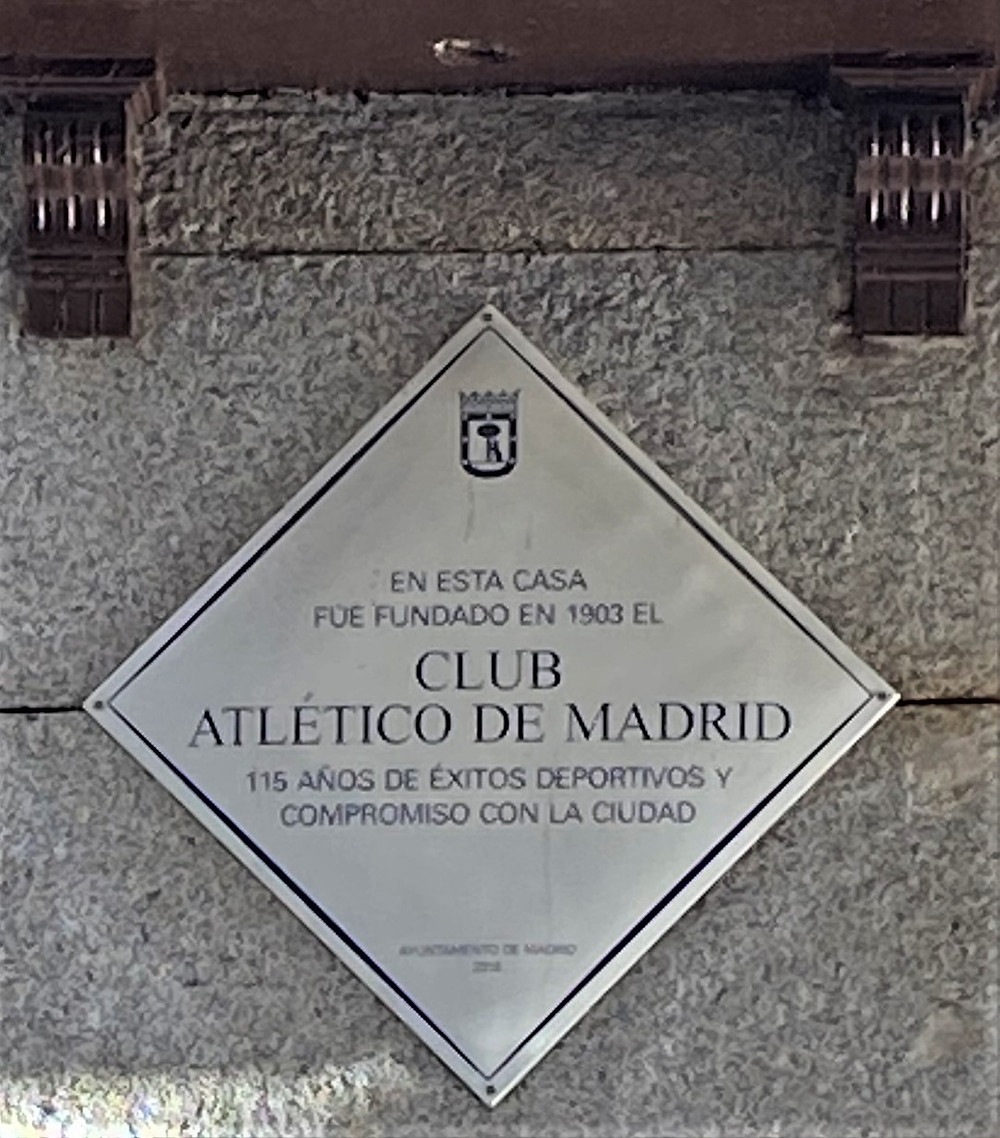 EN ESTA CASA
FUE FUNDADO EN 1903 EL
CLUB
ATLÉTICO DE MADRID
115 AÑOS DE ÉXITOS DEPORTIVOS Y
COMPROMISO CON LA CIUDAD
AYUNTAMIENTO DE MADRID
2018